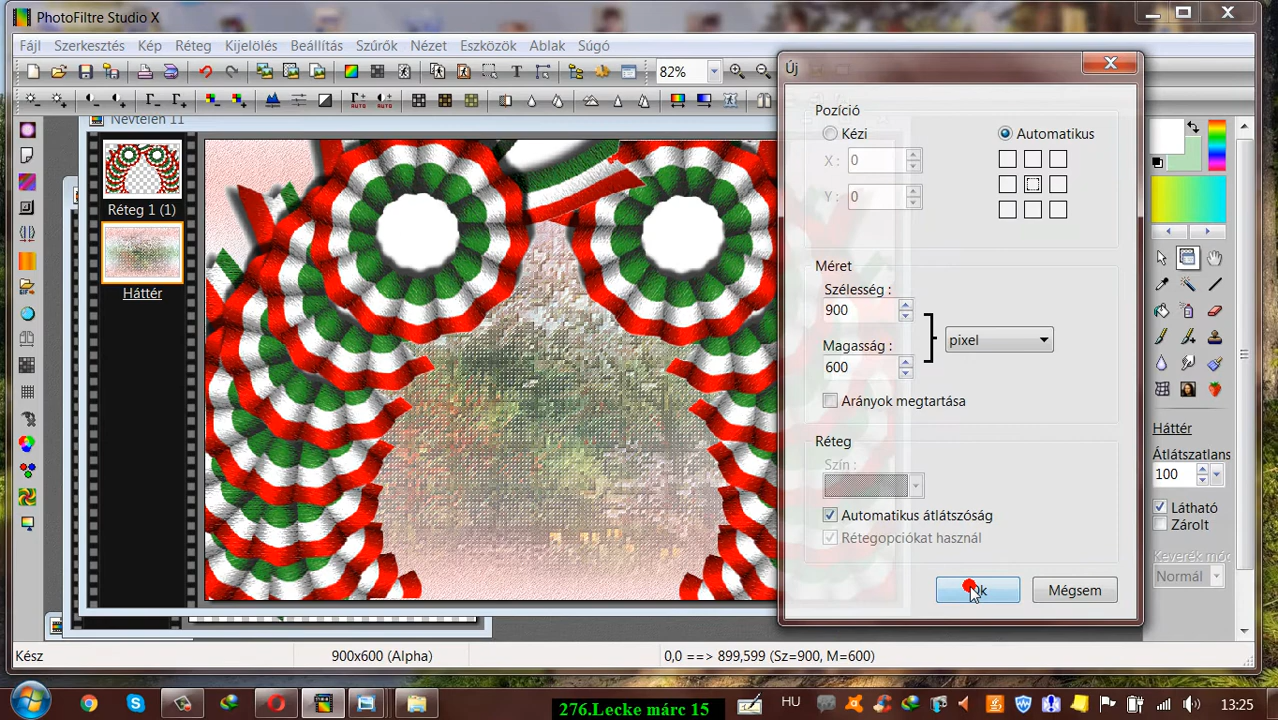 PhotoFiltre Studio X
Fájl Szerkesztés Kép Réteg Kijelölés Beállítás Szűrők Nézet Eszközök Ablak Súgó
82%
Névtelen 11
Réteg 1 (1)
Háttér
Új
Pozíció
Kézi
Automatikus
X : 0
Y : 0
Méret
Szélesség :
900
pixel
Magasság :
600
Arányok megtartása
Réteg
Szín :
Automatikus átlátszóság
Rétegopciókat használ
Ok Mégsem
Háttér
Átlátszatlans
100
Látható
Zárolt
Keverék mó
Normál
Kész 900x600 (Alpha) 0,0 ==> 899,599 (Sz=900, M=600)
276.Lecke márc 15
HU
13:25